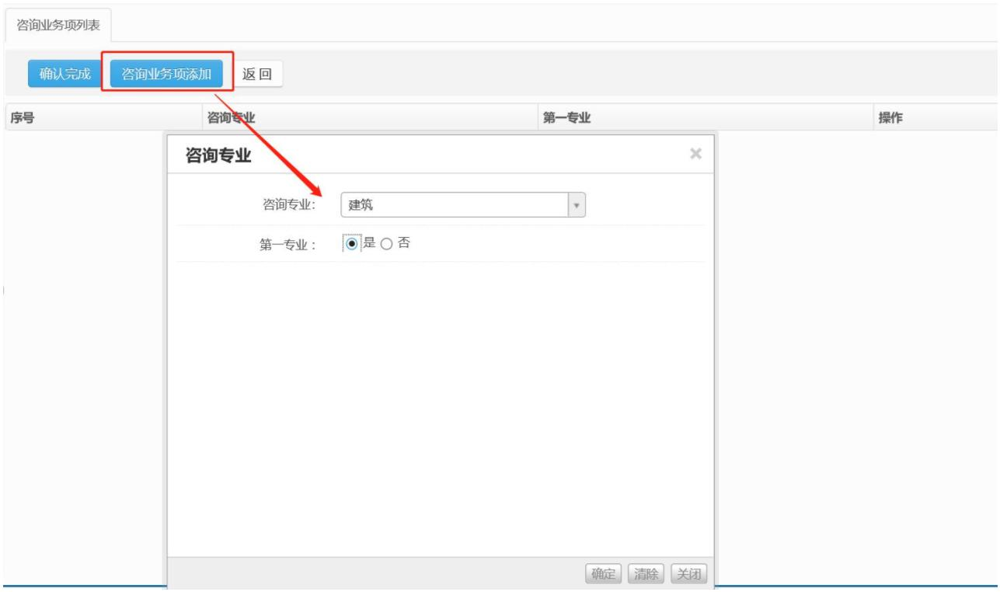 咨询业务项列表
确认完成 咨询业务项添加 返回
序号 咨询专业 第一专业 操作
咨询专业 ×
咨询专业: 建筑
第一专业： 是 否
确定 清除 关闭